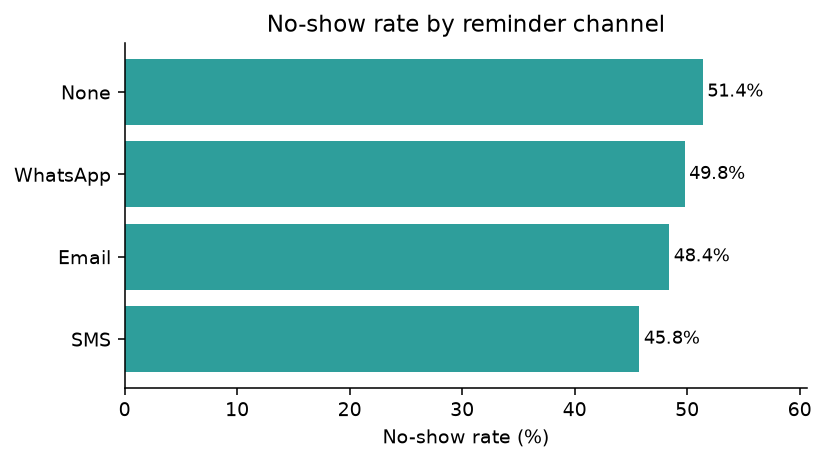 No-show rate by reminder channel
None 51.4%
WhatsApp 49.8%
Email 48.4%
SMS 45.8%
0 10 20 30 40 50 60
No-show rate (%)